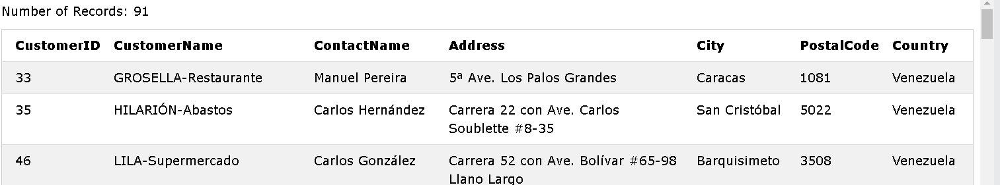 Number of Records: 91
CustomerID CustomerName ContactName Address City PostalCode Country
33 GROSELLA-Restaurante Manuel Pereira 5ª Ave. Los Palos Grandes Caracas 1081 Venezuela
35 HILARIÓN-Abastos Carlos Hernández Carrera 22 con Ave. Carlos San Cristóbal 5022 Venezuela
Soublette #8-35
46 LILA-Supermercado Carlos González Carrera 52 con Ave. Bolívar #65-98 Barquisimeto 3508 Venezuela
Llano Largo